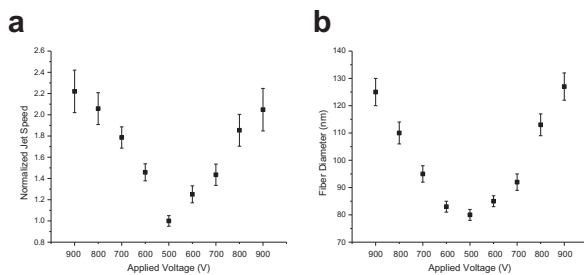 a
b
2.6
2.4
2.2
2.0
1.8
1.6
1.4
1.2
1.0
0.8
Normalized Jet Speed
900 800 700 600 500 600 700 800 900
Applied Voltage (V)
140
130
120
110
100
90
80
70
Fiber Diameter (nm)
900 800 700 600 500 600 700 800 900
Applied Voltage (V)